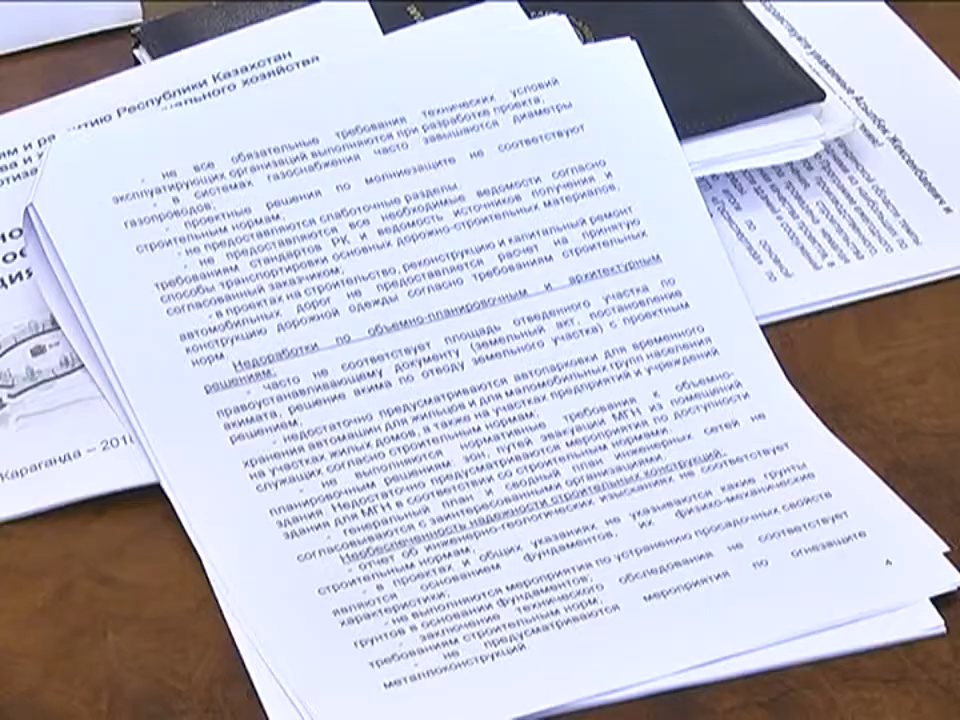 Республики Казахстан
хозяйства
- не все обязательные требования технических условий
эксплуатирующих организаций выполняются при разработке проекта;
- в системах газоснабжения часто завышаются диаметры
газопроводов;
- проектные решения по молниезащите не соответствуют
строительным нормам;
- не предоставляются слаботочные разделы.
- не предоставляются все необходимые ведомости согласно
требованиям стандартов РК и ведомость источников получения и
способы транспортировки основных дорожно-строительных материалов,
согласованный заказчиком;
- в проектах на строительство, реконструкцию и капитальный ремонт
автомобильных дорог не предоставляется расчет на принятую
конструкцию дорожной одежды согласно требованиям строительных
норм
Недоработки по объемно-планировочным и архитектурным
решениям.
- часто не соответствует площадь отведенного участка по
правоустанавливающему документу (земельный акт, постановление
акимата, решение акима по отводу земельного участка) с проектным
решением;
- недостаточно предусматриваются автопарковки для временного
хранения автомашин для жильцов и для маломобильных групп населения
на участках жилых домов, а также на участках предприятий и учреждений
служащих согласно строительным нормам;
- не выполняются нормативные требования к объемно-
планировочным решениям зон, путей эвакуации МГН из помещений
здания. Недостаточно предусматриваются мероприятия по доступности
здания для МГН в соответствии со строительными нормами.
- генеральный план и сводный план инженерных сетей не
согласовываются с заинтересованными организациями.
Необеспеченность надежности строительных конструкций.
- отчет об инженерно-геологических изысканиях не соответствует
строительным нормам;
- в проектах и общих указаниях не указываются какие грунты
являются основанием фундаментов, их физико-механические
характеристики;
- не выполняются мероприятия по устранению просадочных свойств
грунтов в основании фундаментов;
- заключение технического обследования не соответствует
требованиям строительным норм;
- не предусматриваются мероприятия по огнезащите
металлоконструкций.
4
Караганда – 201
уважаемые